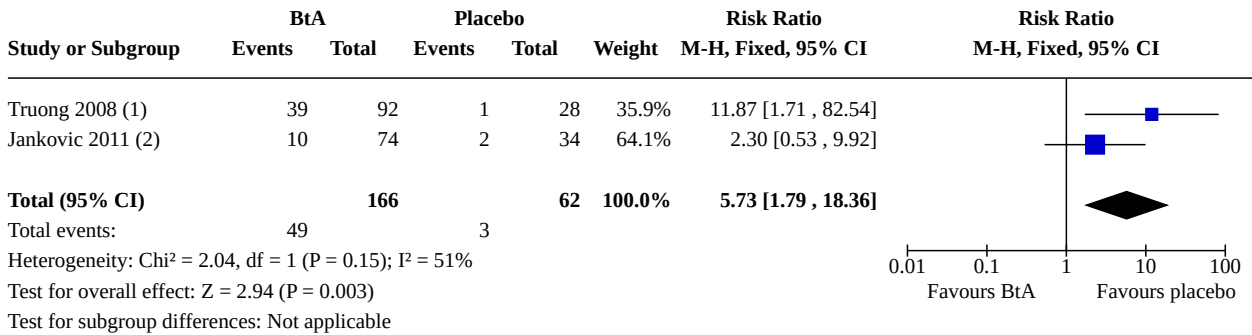 BtA Placebo Risk Ratio Risk Ratio
Study or Subgroup Events Total Events Total Weight M-H, Fixed, 95% CI M-H, Fixed, 95% CI
Truong 2008 (1) 39 92 1 28 35.9% 11.87 [1.71 , 82.54]
Jankovic 2011 (2) 10 74 2 34 64.1% 2.30 [0.53 , 9.92]
Total (95% CI) 166 62 100.0% 5.73 [1.79 , 18.36]
Total events: 49 3
Heterogeneity: Chi² = 2.04, df = 1 (P = 0.15); I² = 51%
0.01 0.1 1 10 100
Test for overall effect: Z = 2.94 (P = 0.003) Favours BtA Favours placebo
Test for subgroup differences: Not applicable